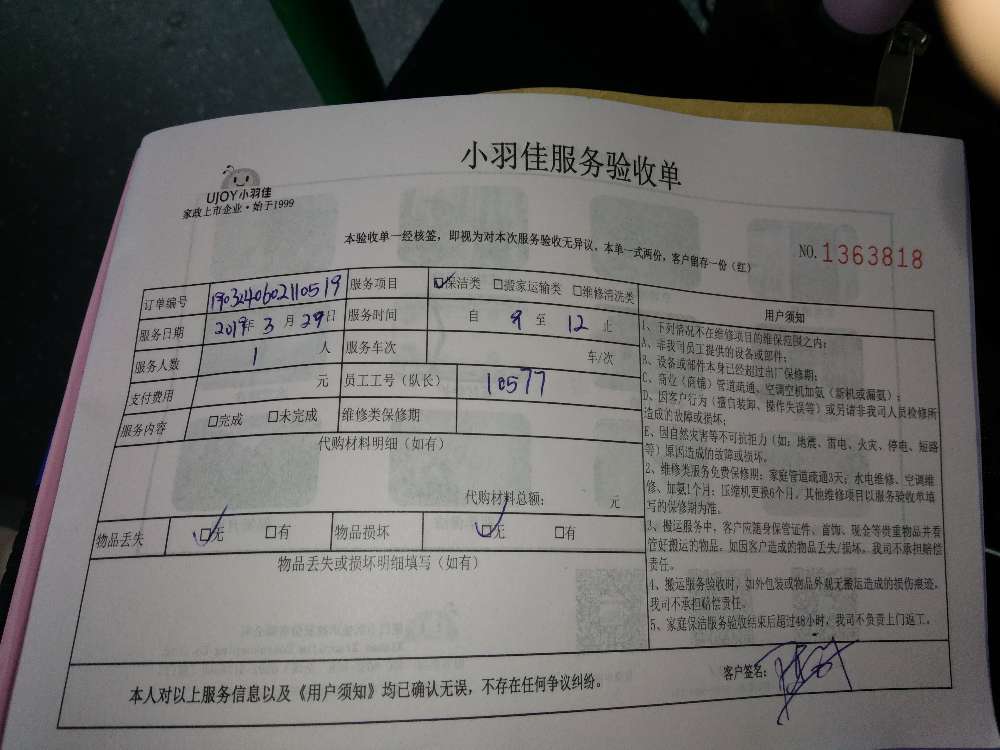 小羽佳服务验收单
UJOY小羽佳
家政上市企业·始于1999
本验收单一经核签，即视为对本次服务验收无异议。本单一式两份，客户留存一份（红）
NO.1363818
订单编号 1903240602110519 服务项目 保洁类 搬家运输类 维修清洗类
服务日期 2019年 3月 29日 服务时间 自 9 至 12 止
服务人数 1 人 服务车次 车/次
支付费用 元 员工工号（队长） 10577
服务内容 完成 未完成 维修类保修期
代购材料明细（如有）
代购材料总额： 元
物品丢失 无 有 物品损坏 无 有
物品丢失或损坏明细填写（如有）
用户须知
1、下列情况不在维修项目的维保范围之内：
A、非我司员工提供的设备或部件；
B、设备或部件本身已经超过出厂保修期；
C、商业（商铺）管道疏通、空调空机加氨（新机或漏氨）；
D、因客户行为（擅自装卸、操作失误等）或另请非我司人员检修所
造成的故障或损坏；
E、因自然灾害等不可抗拒力（如：地震、雷电、火灾、停电、短路
等）原因造成的故障或损坏。
2、维修类服务免费保修期：家庭管道疏通3天；水电维修、空调维
修、加氨1个月；压缩机更换6个月。其他维修项目以服务验收单填
写的保修期为准。
3、搬运服务中，客户应随身保管证件、首饰、现金等贵重物品并看
管好搬运的物品。如因客户造成的物品丢失/损坏，我司不承担赔偿
责任。
4、搬运服务验收时，如外包装或物品外观无搬运造成的损伤痕迹，
我司不承担赔偿责任。
5、家庭保洁服务验收结束后超过48小时，我司不负责上门返工。
本人对以上服务信息以及《用户须知》均已确认无误，不存在任何争议纠纷。
客户签名：